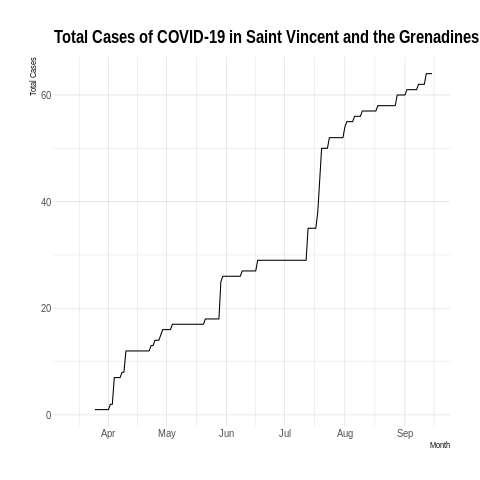 Total Cases of COVID-19 in Saint Vincent and the Grenadines
Total Cases
60
40
20
0
Apr May Jun Jul Aug Sep
Month